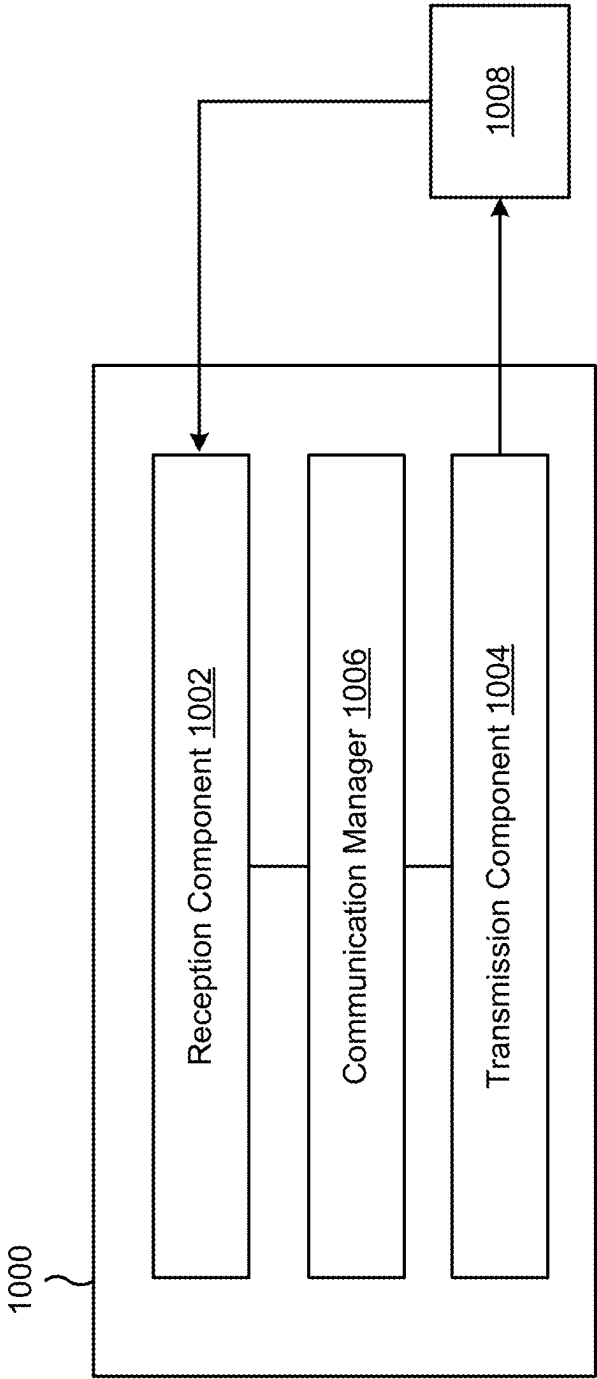 1000
Reception Component 1002
Communication Manager 1006
Transmission Component 1004
1008